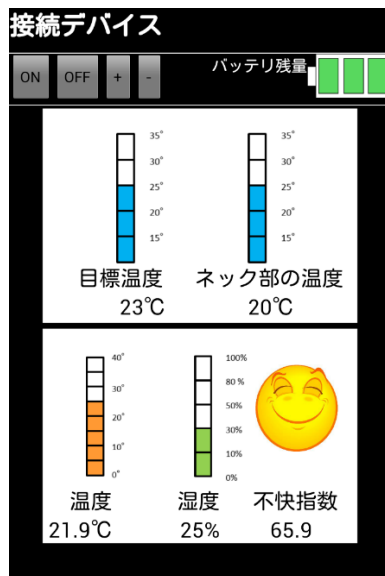 接続デバイス
ON OFF + - バッテリ残量
35° 35°
30° 30°
25° 25°
20° 20°
15° 15°
目標温度 ネック部の温度
23℃ 20℃
40° 100%
80 %
30° 50%
20° 30%
10° 10%
0° 0%
温度 湿度 不快指数
21.9℃ 25% 65.9